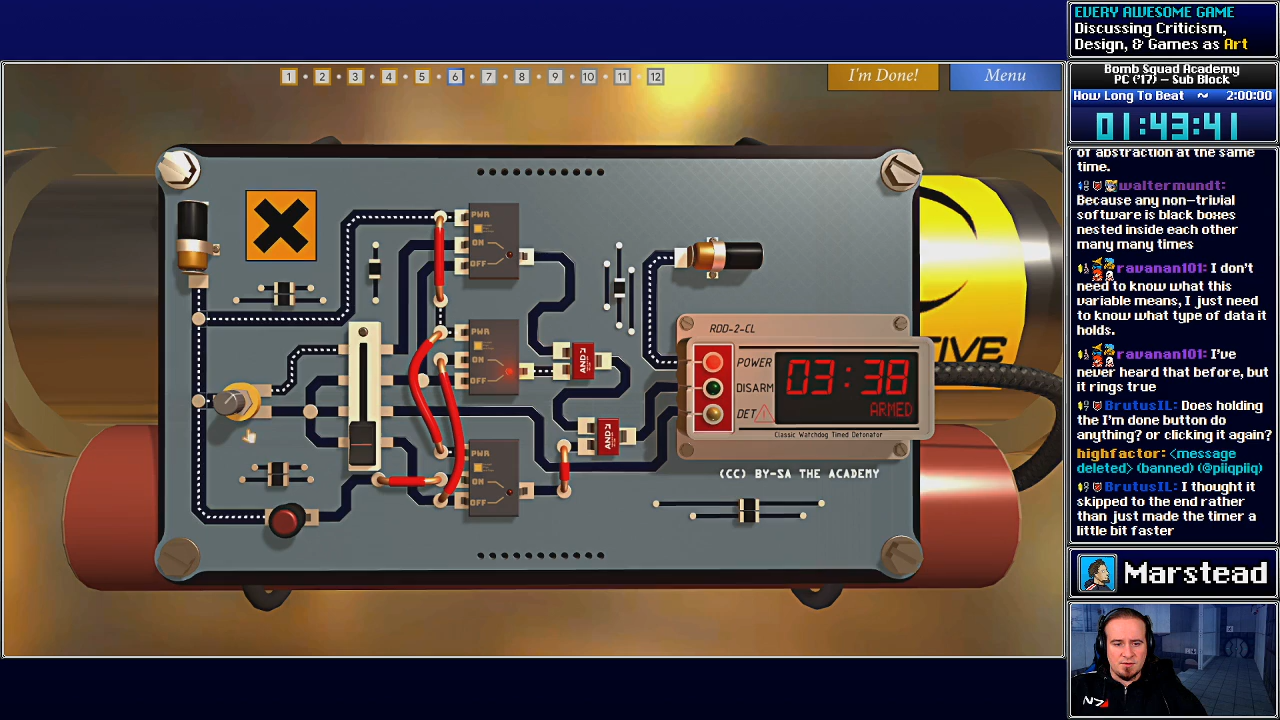 1 2 3 4 5 6 7 8 9 10 11 12
I'm Done!
Menu
PWR
ON
OFF
PWR
ON
OFF
PWR
ON
OFF
AND
AND
RDD-2-CL
POWER
DISARM
DET
03:38
ARMED
Classic Watchdog Timed Detonator
(CC) BY-SA THE ACADEMY
TIVE
EVERY AWESOME GAME
Discussing Criticism,
Design, & Games as Art
Bomb Squad Academy
PC ('17) – Sub Block
How Long To Beat ~ 2:00:00
01:43:41
of abstraction at the same
time.
waltermundt:
Because any non-trivial
software is black boxes
nested inside each other
many many times
ravanan101: I don't
need to know what this
variable means, I just need
to know what type of data it
holds.
ravanan101: I've
never heard that before, but
it rings true
BrutusIL: Does holding
the I'm done button do
anything? or clicking it again?
highfactor: <message
deleted> (banned) (@piiqpiiq)
BrutusIL: I thought it
skipped to the end rather
than just made the timer a
little bit faster
Marstead
N7